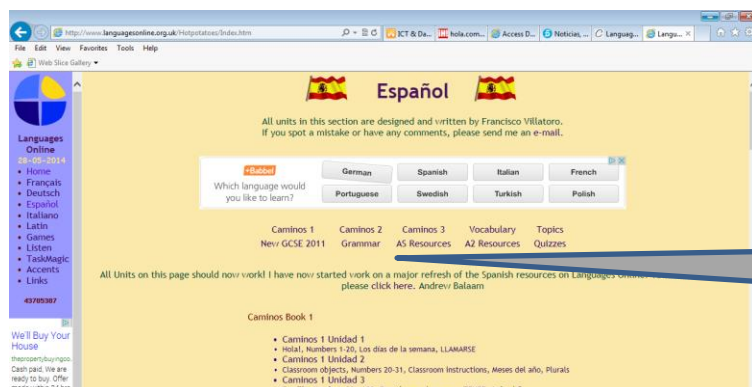 http://www.languagesonline.org.uk/Hotpotatoes/Index.htm
ICT & Da...
hola.com...
Access D...
Noticias, ...
Languag...
Langu...
File Edit View Favorites Tools Help
Web Slice Gallery
Languages
Online
28-05-2014
Home
Français
Deutsch
Español
Italiano
Latin
Games
Listen
TaskMagic
Accents
Links
43785387
We'll Buy Your
House
Cash paid, We are
ready to buy. Offer
Español
All units in this section are designed and written by Francisco Villatoro.
If you spot a mistake or have any comments, please send me an e-mail.
+Babbel
Which language would
you like to learn?
German Spanish Italian French
Portuguese Swedish Turkish Polish
Caminos 1 Caminos 2 Caminos 3 Vocabulary Topics
New GCSE 2011 Grammar AS Resources A2 Resources Quizzes
All Units on this page should now work! I have now started work on a major refresh of the Spanish resources on Languages
please click here. Andrew Balaam
Caminos Book 1
Caminos 1 Unidad 1
Hola!, Numbers 1-20, Los días de la semana, LLAMARSE
Caminos 1 Unidad 2
Classroom objects, Numbers 20-31, Classroom instructions, Meses del año, Plurals
Caminos 1 Unidad 3